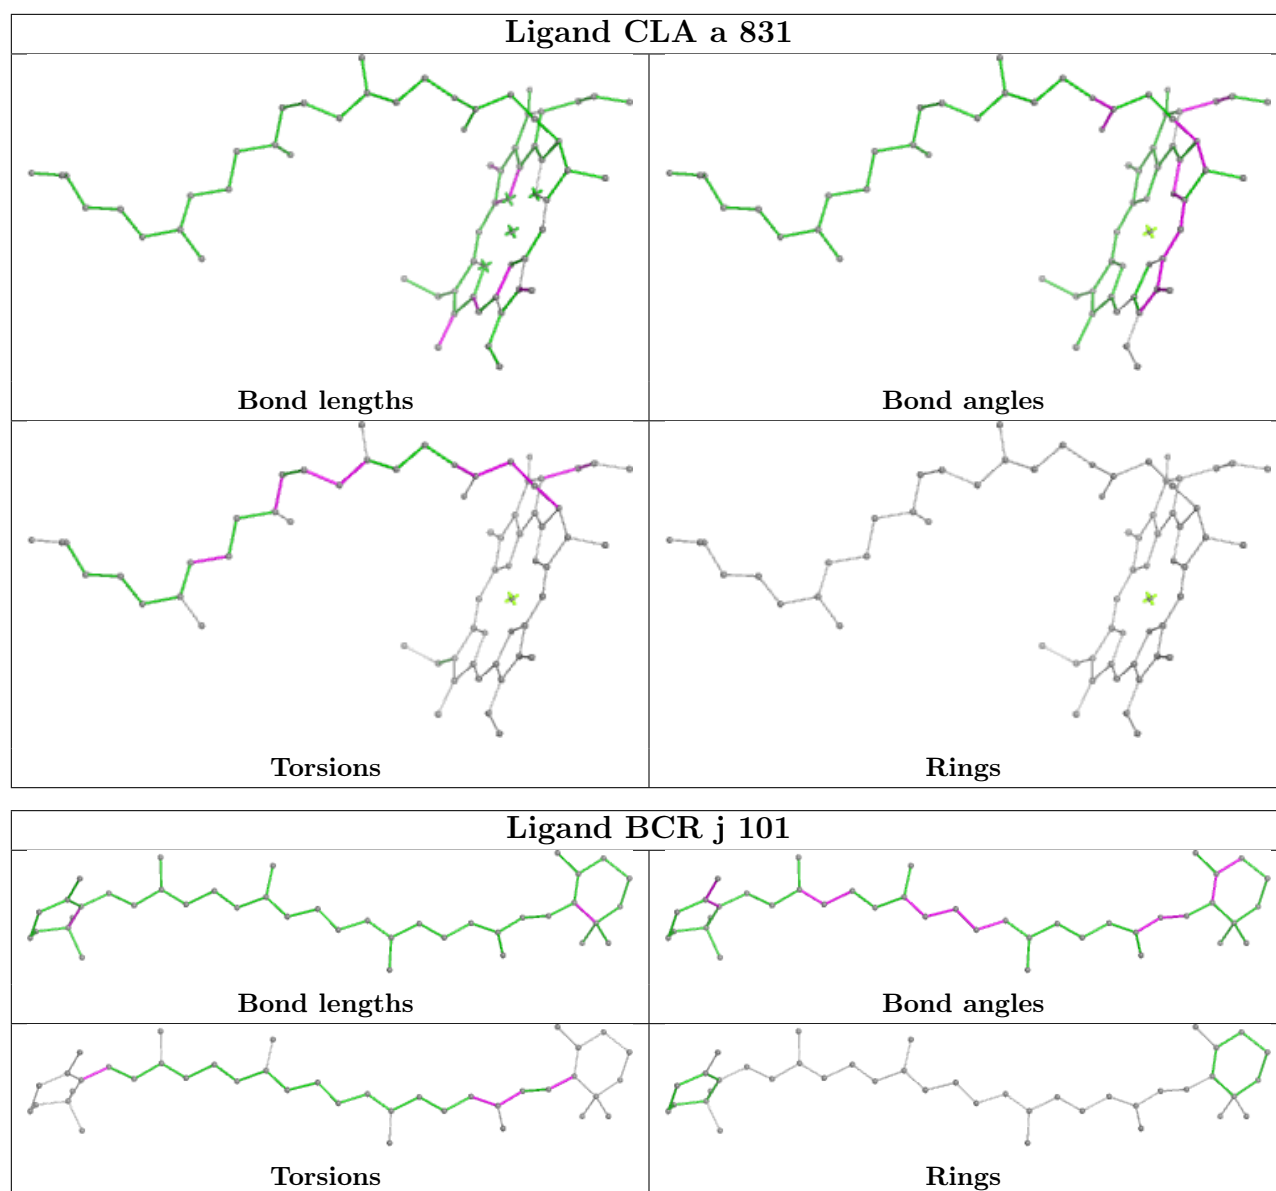 Ligand CLA a 831
Bond lengths
Bond angles
Torsions
Rings
Ligand BCR j 101
Bond lengths
Bond angles
Torsions
Rings